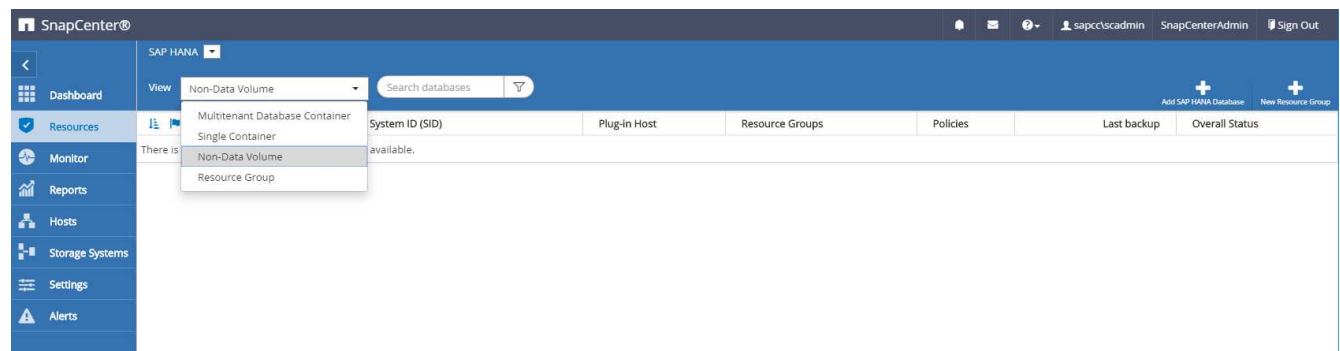 SnapCenter®
sapcc\scadmin SnapCenterAdmin Sign Out
SAP HANA
View Non-Data Volume Search databases
Add SAP HANA Database New Resource Group
Multitenant Database Container
Single Container
Non-Data Volume
Resource Group
System ID (SID) Plug-in Host Resource Groups Policies Last backup Overall Status
There is available.
Dashboard
Resources
Monitor
Reports
Hosts
Storage Systems
Settings
Alerts